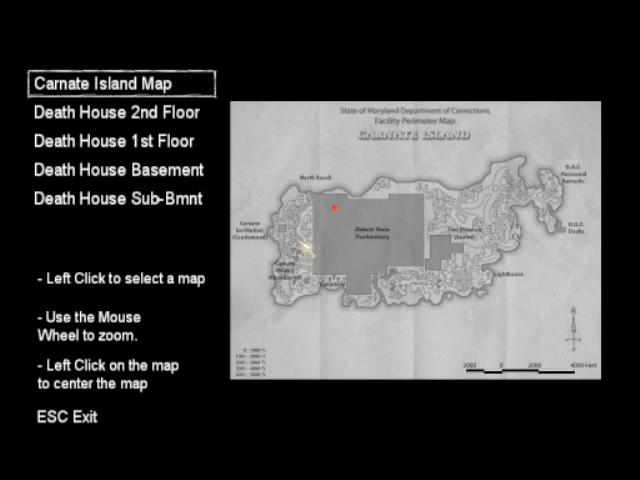 Carnate Island Map
Death House 2nd Floor
Death House 1st Floor
Death House Basement
Death House Sub-Bmnt
- Left Click to select a map
- Use the Mouse
Wheel to zoom.
- Left Click on the map
to center the map
ESC Exit
State of Maryland Department of Corrections
Facility Perimeter Map
CARNATE ISLAND
North Beach
D.O.C.
Personnel
Barracks
Carnate
Institution
(Condemned)
Abbott State
Penitentiary
D.O.C.
Docks
Carnate
Lighthouse
2000 0 2000 4000 Feet